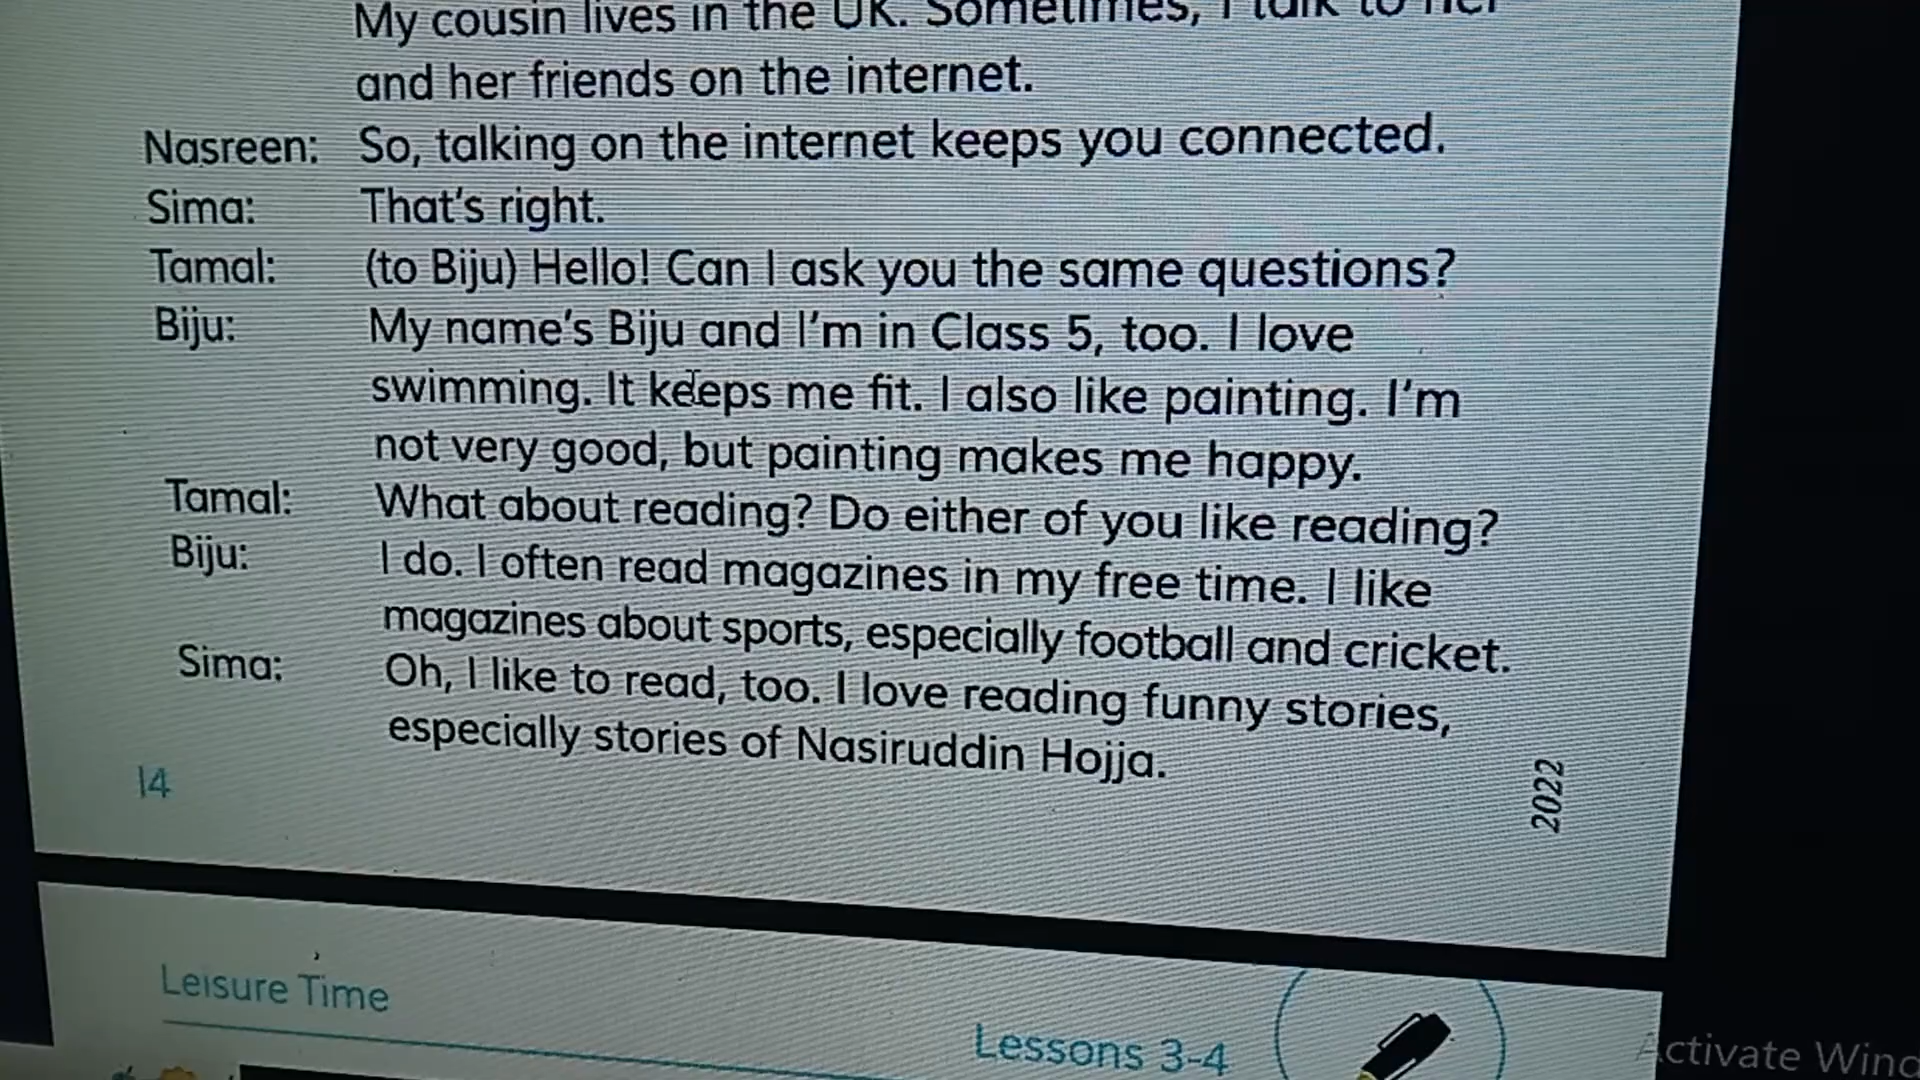 My cousin lives in the UK. Sometimes, I talk to her
and her friends on the internet.
Nasreen: So, talking on the internet keeps you connected.
Sima: That's right.
Tamal: (to Biju) Hello! Can I ask you the same questions?
Biju: My name's Biju and I'm in Class 5, too. I love
swimming. It keeps me fit. I also like painting. I'm
not very good, but painting makes me happy.
Tamal: What about reading? Do either of you like reading?
Biju: I do. I often read magazines in my free time. I like
magazines about sports, especially football and cricket.
Sima: Oh, I like to read, too. I love reading funny stories,
especially stories of Nasiruddin Hojja.
14
2022
Leisure Time
Lessons 3-4
Activate